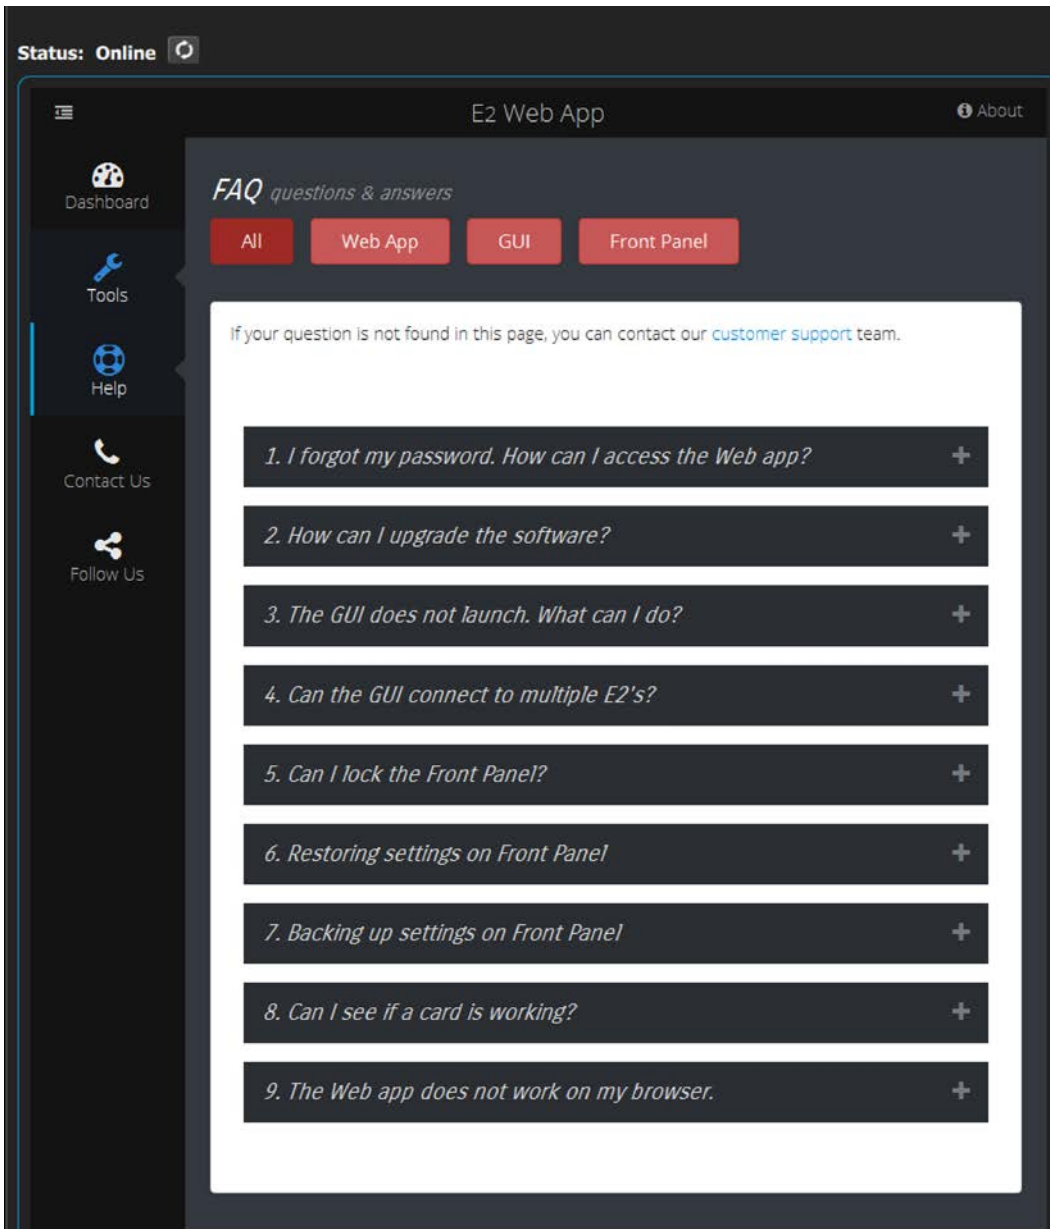 Status: Online
E2 Web App
About
Dashboard
Tools
Help
Contact Us
Follow Us
FAQ questions & answers
All
Web App
GUI
Front Panel
If your question is not found in this page, you can contact our customer support team.
1. I forgot my password. How can I access the Web app?
2. How can I upgrade the software?
3. The GUI does not launch. What can I do?
4. Can the GUI connect to multiple E2's?
5. Can I lock the Front Panel?
6. Restoring settings on Front Panel
7. Backing up settings on Front Panel
8. Can I see if a card is working?
9. The Web app does not work on my browser.